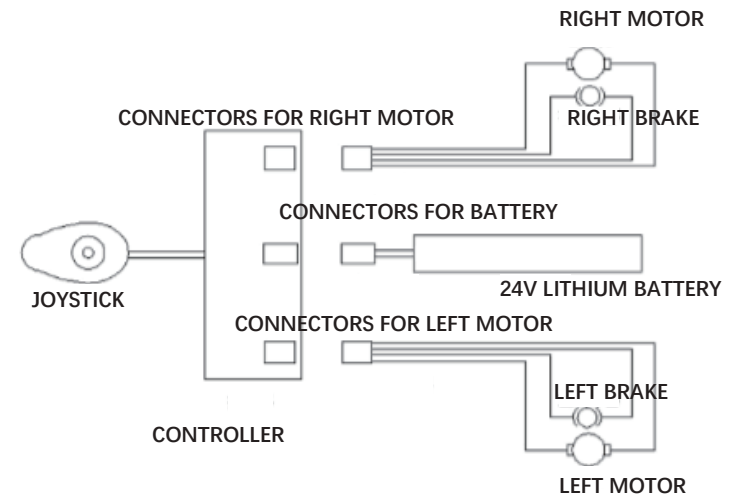 RIGHT MOTOR
CONNECTORS FOR RIGHT MOTOR
RIGHT BRAKE
CONNECTORS FOR BATTERY
24V LITHIUM BATTERY
JOYSTICK
CONNECTORS FOR LEFT MOTOR
LEFT BRAKE
CONTROLLER
LEFT MOTOR